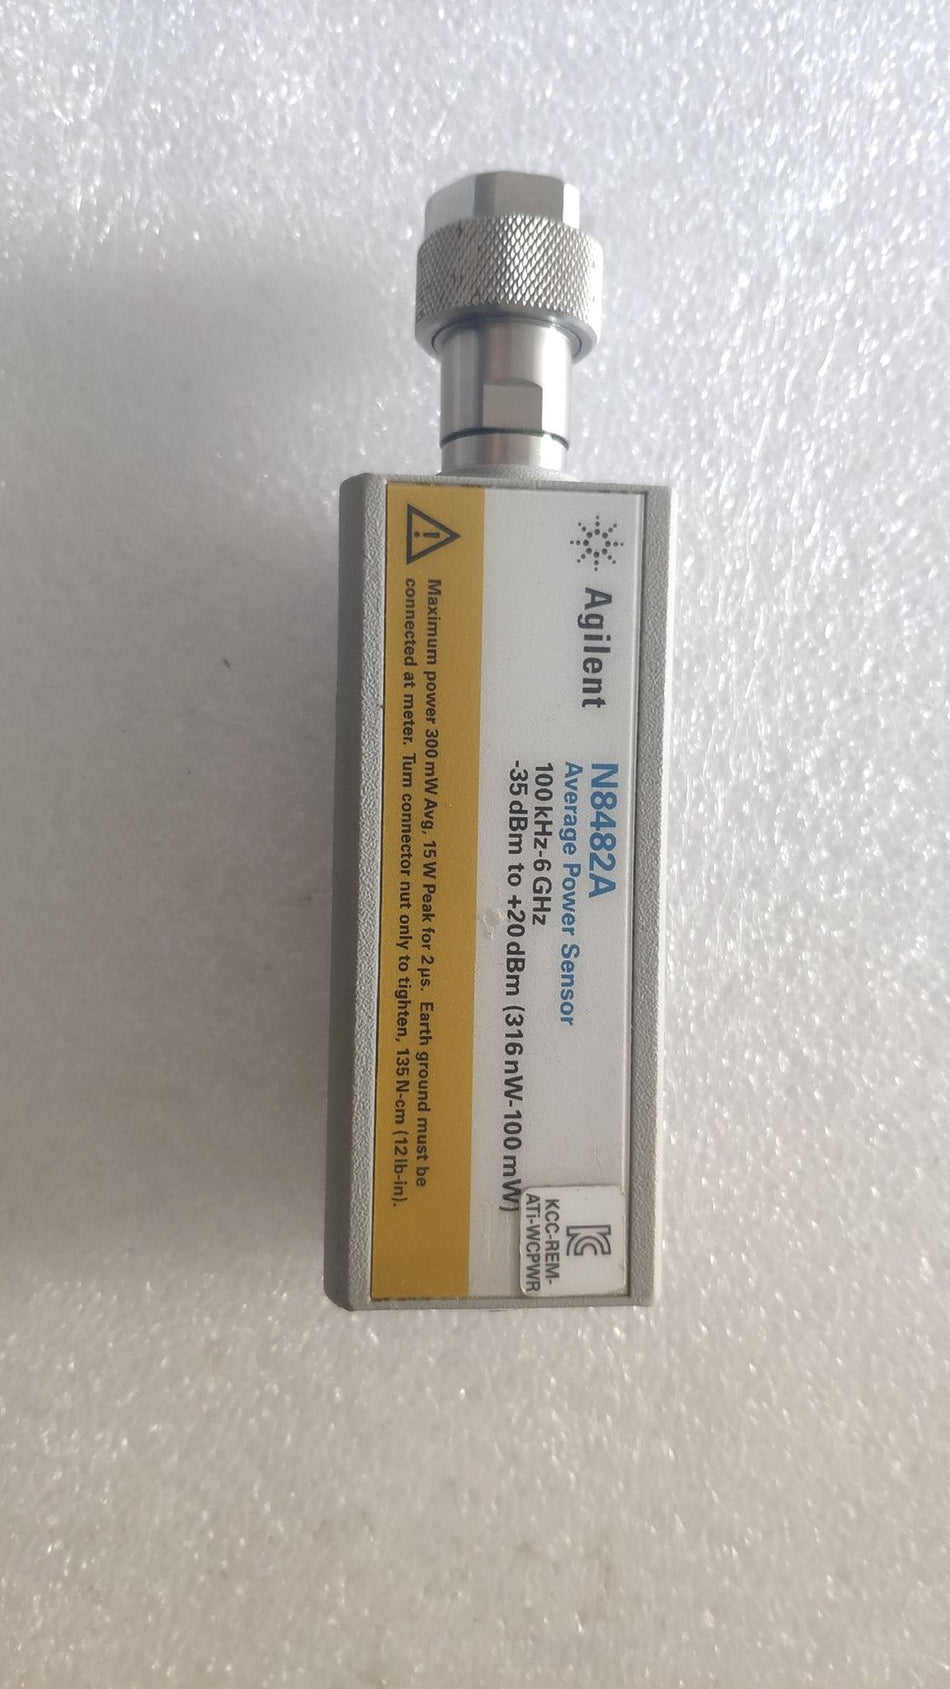 Agilent
N8482A
Average Power Sensor
100 kHz-6 GHz
-35 dBm to +20 dBm (316 nW-100 mW)
KCC-REM-
ATi-WCPWR
Maximum power 300 mW Avg, 15 W Peak for 2 µs. Earth ground must be
connected at meter. Turn connector nut only to tighten, 135 N-cm (12 lb-in).